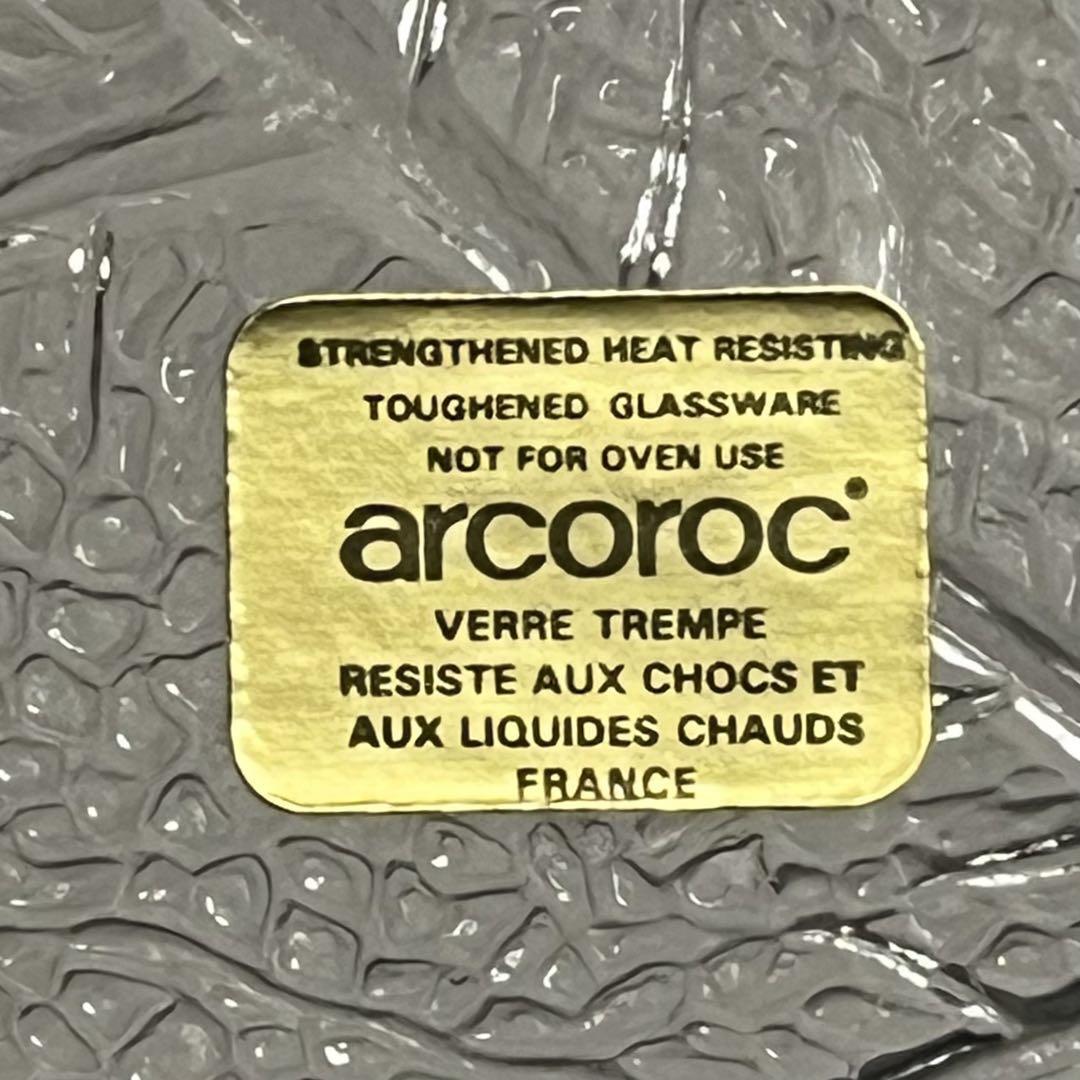 STRENGTHENED HEAT RESISTING
TOUGHENED GLASSWARE
NOT FOR OVEN USE
arcoroc
VERRE TREMPE
RESISTE AUX CHOCS ET
AUX LIQUIDES CHAUDS
FRANCE